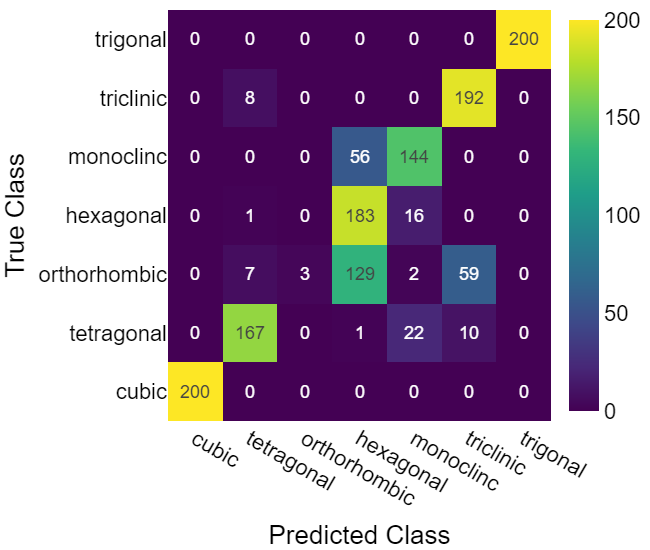 trigonal 0 0 0 0 0 0 200
triclinic 0 8 0 0 0 192 0
monoclinc 0 0 0 56 144 0 0
hexagonal 0 1 0 183 16 0 0
orthorhombic 0 7 3 129 2 59 0
tetragonal 0 167 0 1 22 10 0
cubic 200 0 0 0 0 0 0
cubic tetragonal orthorhombic hexagonal monoclinc triclinic trigonal
Predicted Class
True Class
200
150
100
50
0